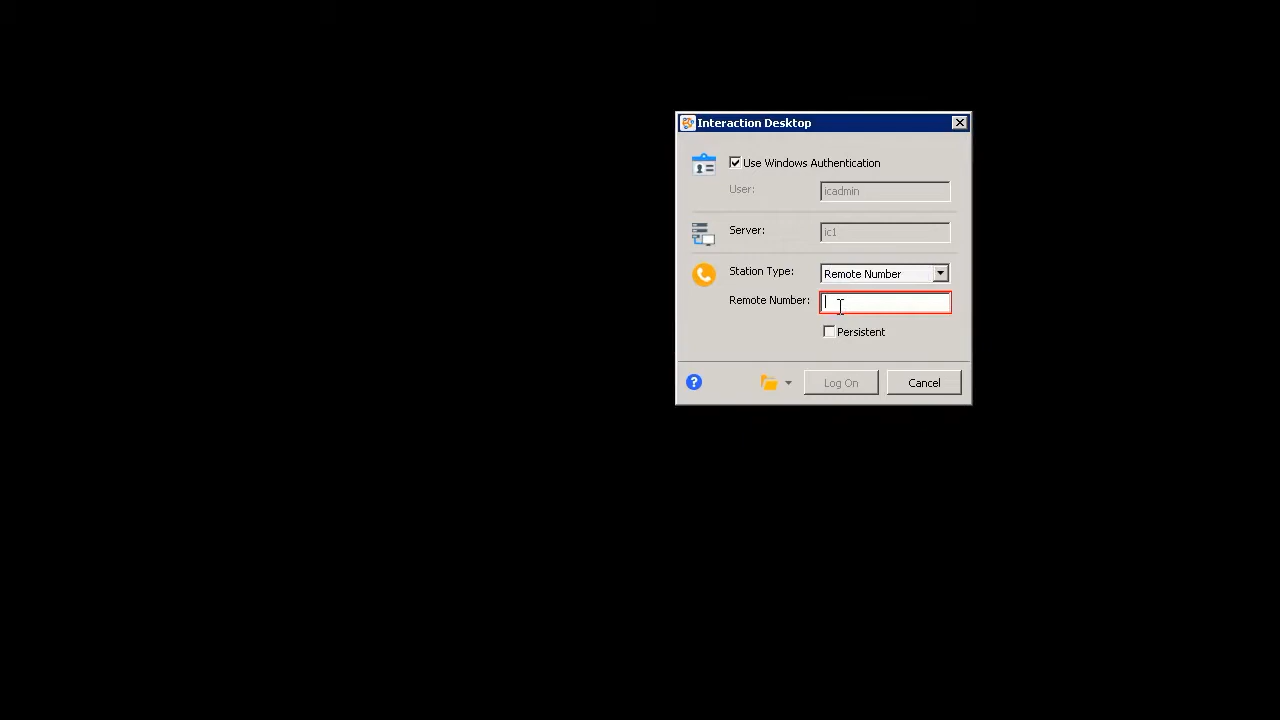 Interaction Desktop
Use Windows Authentication
User: icadmin
Server: ic1
Station Type: Remote Number
Remote Number:
Persistent
? Log On Cancel